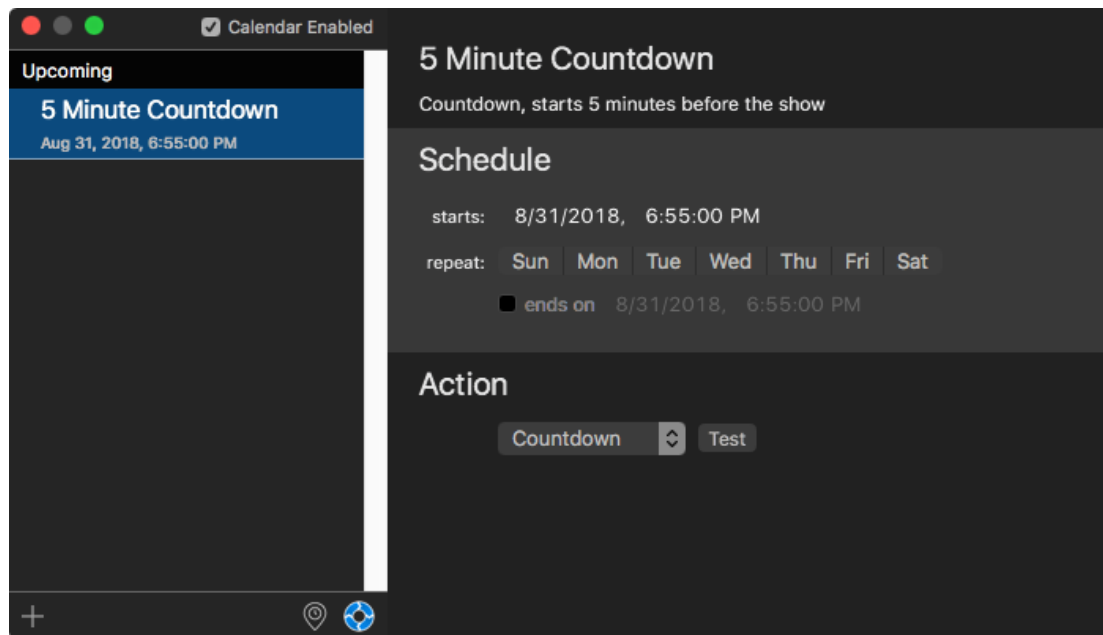 Calendar Enabled
Upcoming
5 Minute Countdown
Aug 31, 2018, 6:55:00 PM
5 Minute Countdown
Countdown, starts 5 minutes before the show
Schedule
starts: 8/31/2018, 6:55:00 PM
repeat: Sun Mon Tue Wed Thu Fri Sat
ends on 8/31/2018, 6:55:00 PM
Action
Countdown Test